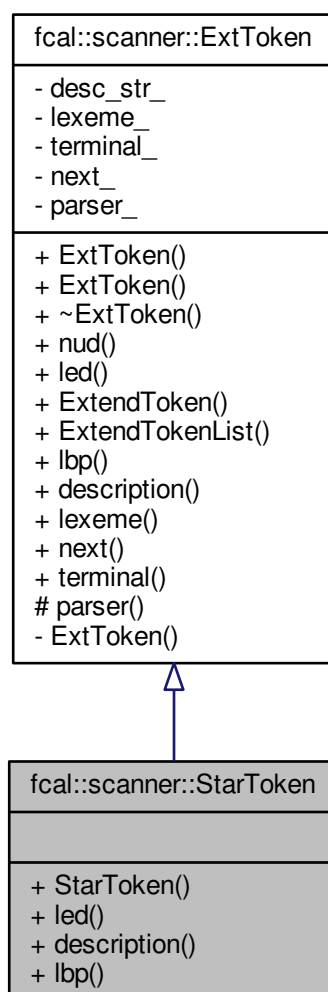 fcal::scanner::ExtToken
- desc_str_
- lexeme_
- terminal_
- next_
- parser_
+ ExtToken()
+ ExtToken()
+ ~ExtToken()
+ nud()
+ led()
+ ExtendToken()
+ ExtendTokenList()
+ lbp()
+ description()
+ lexeme()
+ next()
+ terminal()
# parser()
- ExtToken()
fcal::scanner::StarToken
+ StarToken()
+ led()
+ description()
+ lbp()